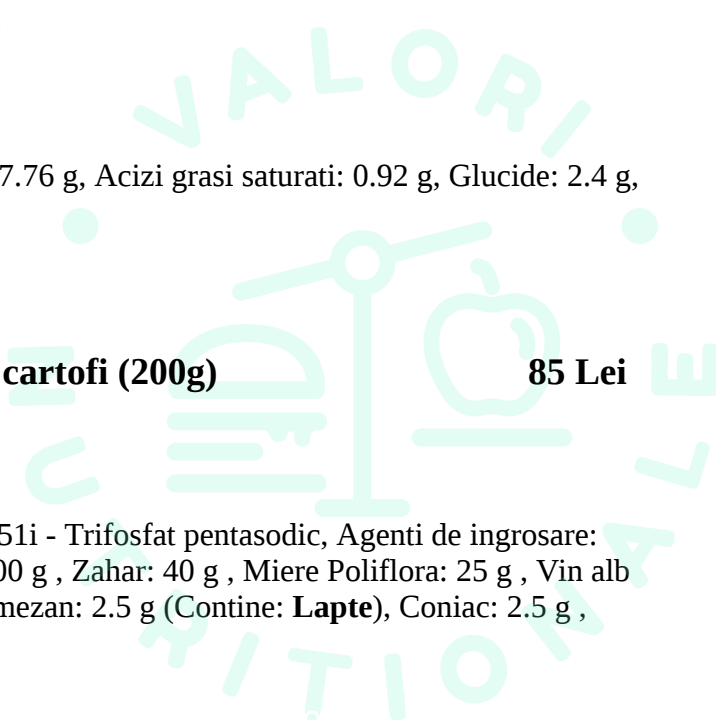 VALORI
7.76 g, Acizi grasi saturati: 0.92 g, Glucide: 2.4 g,
cartofi (200g) 85 Lei
51i - Trifosfat pentasodic, Agenti de ingrosare:
00 g , Zahar: 40 g , Miere Poliflora: 25 g , Vin alb
mezan: 2.5 g (Contine: Lapte), Coniac: 2.5 g ,
NUTRITIONALE